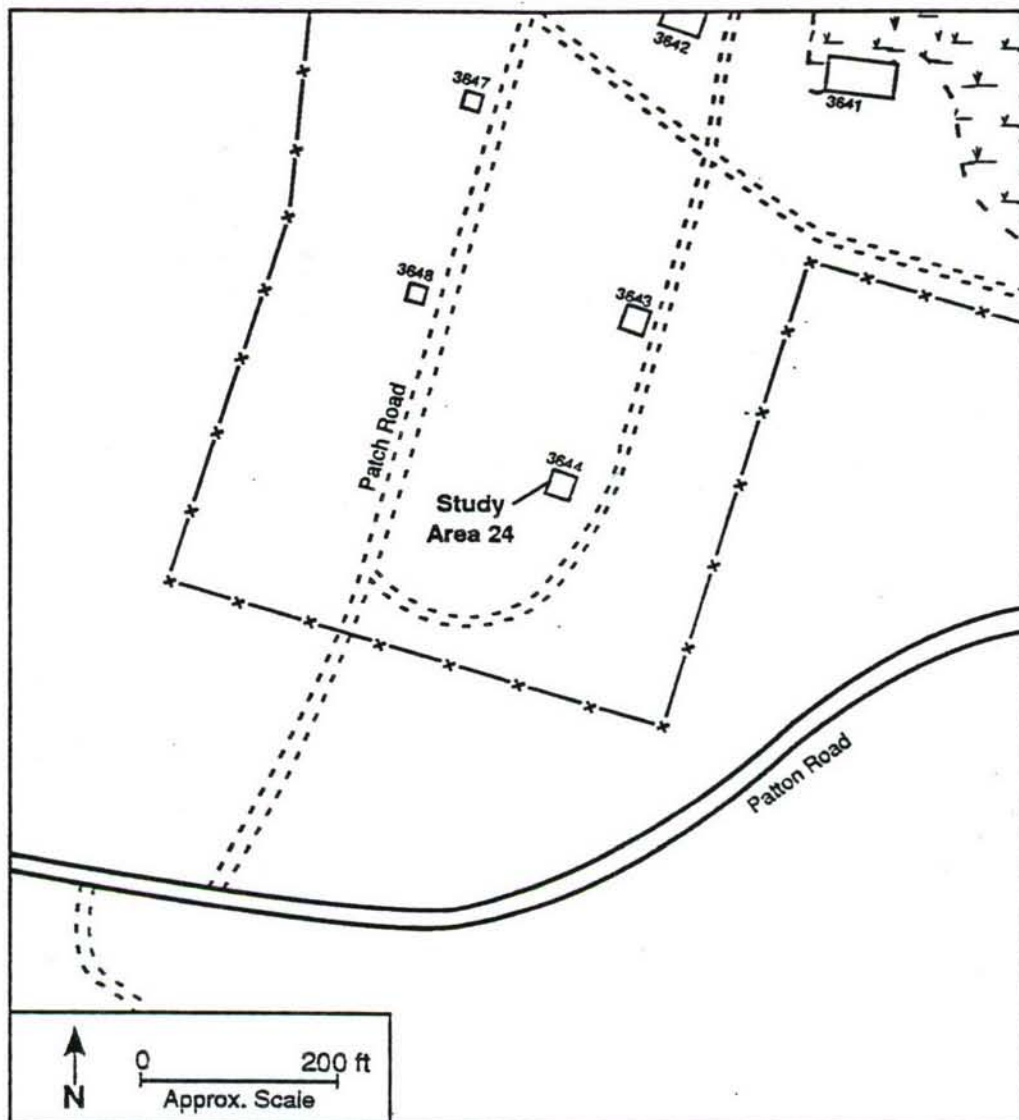 3642
3647
3641
3648
3643
Patch Road
3644
Study
Area 24
Patton Road
0 200 ft
N Approx. Scale